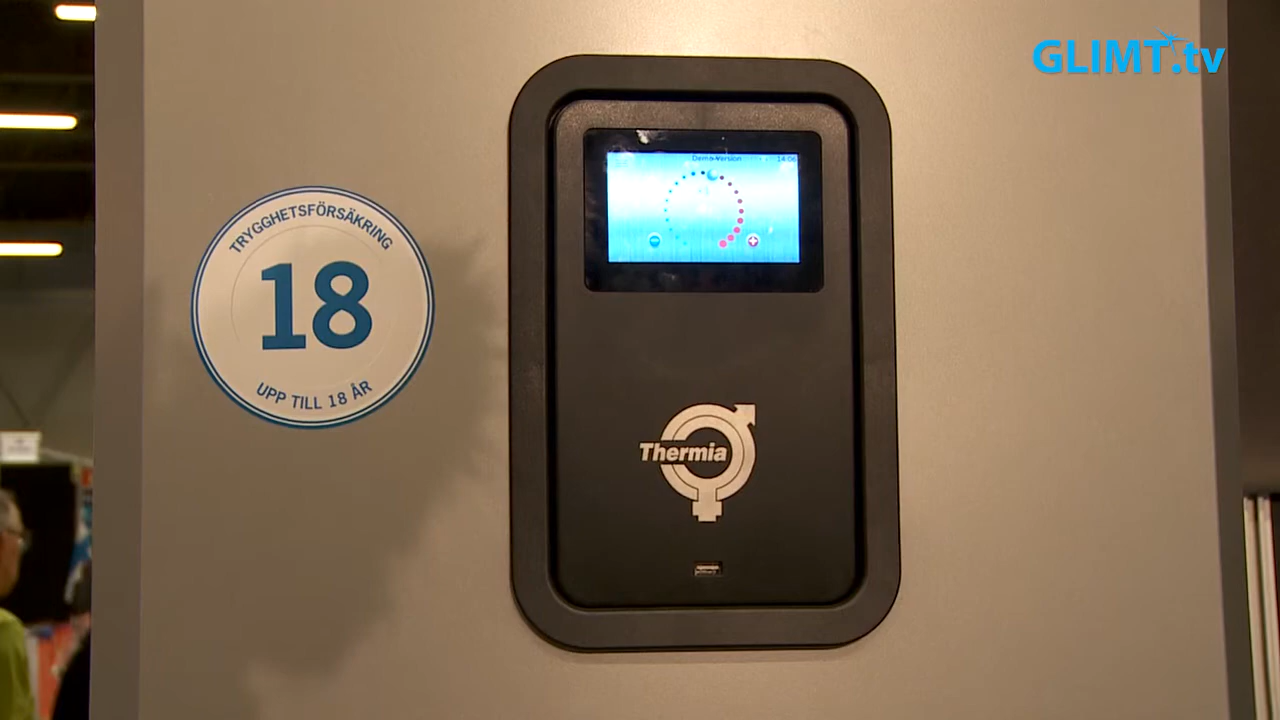 GLIMT.tv
Demo Version
14:06
TRYGGHETSFÖRSÄKRING
18
UPP TILL 18 ÅR
Thermia